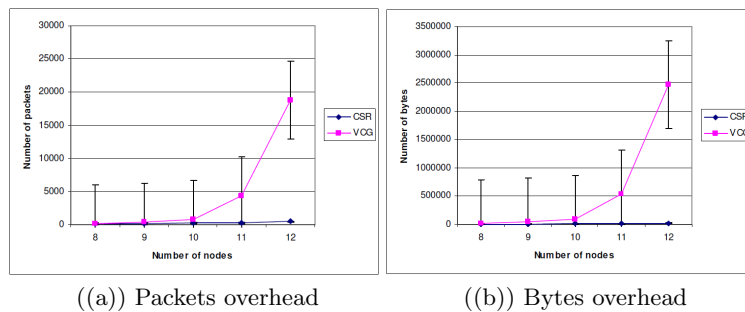 30000
25000
20000
15000
10000
5000
0
Number of packets
8 9 10 11 12
Number of nodes
CSR
VCG
3500000
3000000
2500000
2000000
1500000
1000000
500000
0
Number of bytes
8 9 10 11 12
Number of nodes
CSR
VCG
((a)) Packets overhead
((b)) Bytes overhead